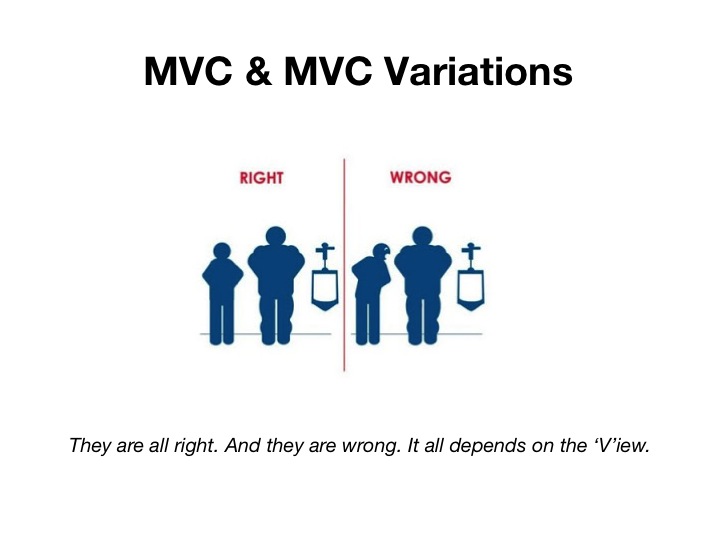 MVC & MVC Variations
RIGHT
WRONG
They are all right. And they are wrong. It all depends on the ‘V’iew.